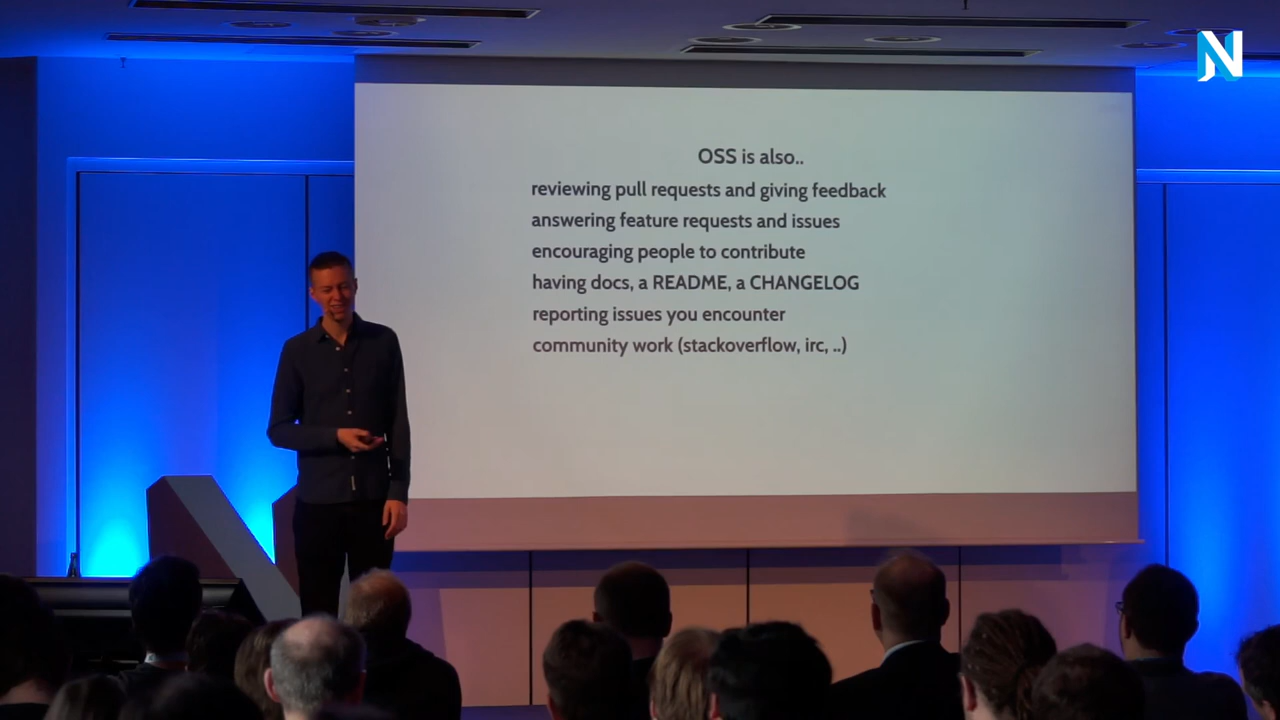 N
OSS is also..
reviewing pull requests and giving feedback
answering feature requests and issues
encouraging people to contribute
having docs, a README, a CHANGELOG
reporting issues you encounter
community work (stackoverflow, irc, ..)